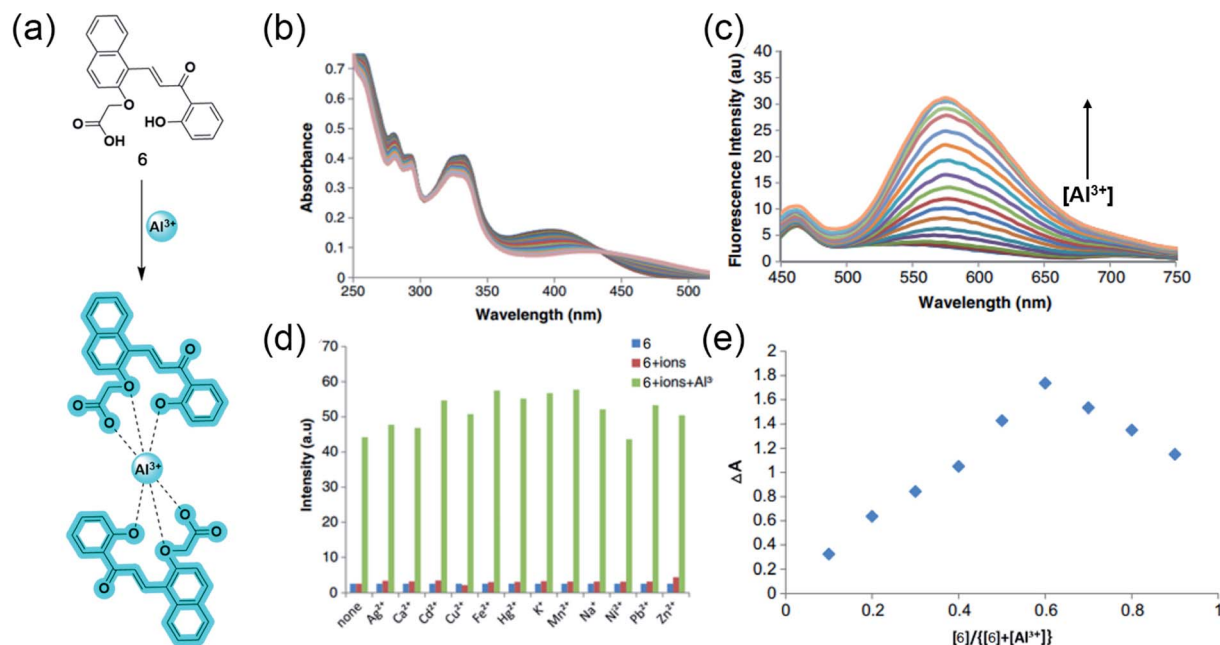 (a)
O
O
O
HO
OH
6
Al³⁺
O
O
O
O
O
Al³⁺
O
O
O
O
O
(b)
Absorbance
0.7
0.6
0.5
0.4
0.3
0.2
0.1
0
250 300 350 400 450 500
Wavelength (nm)
(c)
Fluorescence Intensity (au)
40
35
30
25
20
15
10
5
0
450 500 550 600 650 700 750
Wavelength (nm)
[Al³⁺]
(d)
Intensity (a.u)
70
60
50
40
30
20
10
0
6
6+ions
6+ions+Al³
none Ag²⁺ Ca²⁺ Cd²⁺ Cu²⁺ Fe²⁺ Hg²⁺ K⁺ Mn²⁺ Na⁺ Ni²⁺ Pb²⁺ Zn²⁺
(e)
ΔA
2
1.8
1.6
1.4
1.2
1
0.8
0.6
0.4
0.2
0
0 0.2 0.4 0.6 0.8 1
[6]/{[6]+[Al³⁺]}